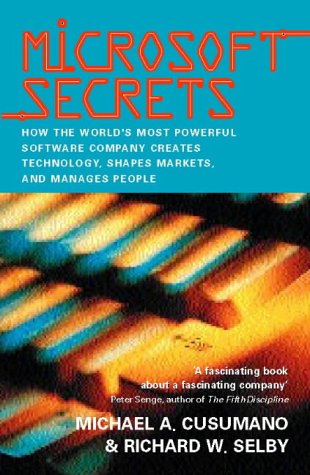 MiCROSOFT
SECRETS
HOW THE WORLD'S MOST POWERFUL
SOFTWARE COMPANY CREATES
TECHNOLOGY, SHAPES MARKETS,
AND MANAGES PEOPLE
A fascinating book
about a fascinating company'
Peter Senge, author of The Fifth Discipline
MICHAEL A. CUSUMANO
& RICHARD W. SELBY